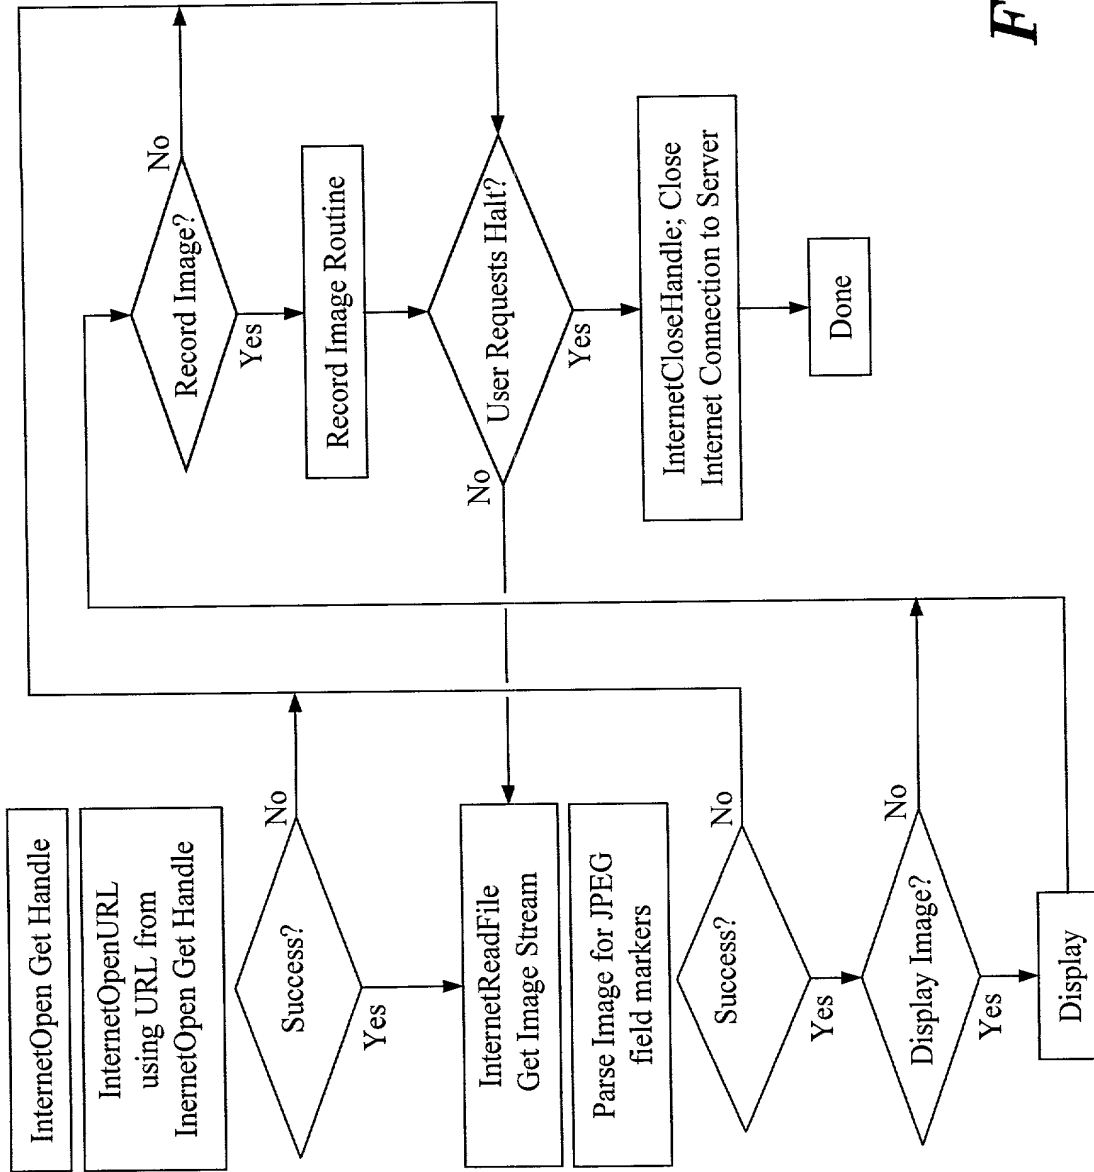 InternetOpen Get Handle
InternetOpenURL
using URL from
InernetOpen Get Handle
Success?
No
Yes
InternetReadFile
Get Image Stream
Parse Image for JPEG
field markers
Success?
No
Yes
Display Image?
No
Yes
Display
Record Image?
No
Yes
Record Image Routine
User Requests Halt?
No
Yes
InternetCloseHandle; Close
Internet Connection to Server
Done
F